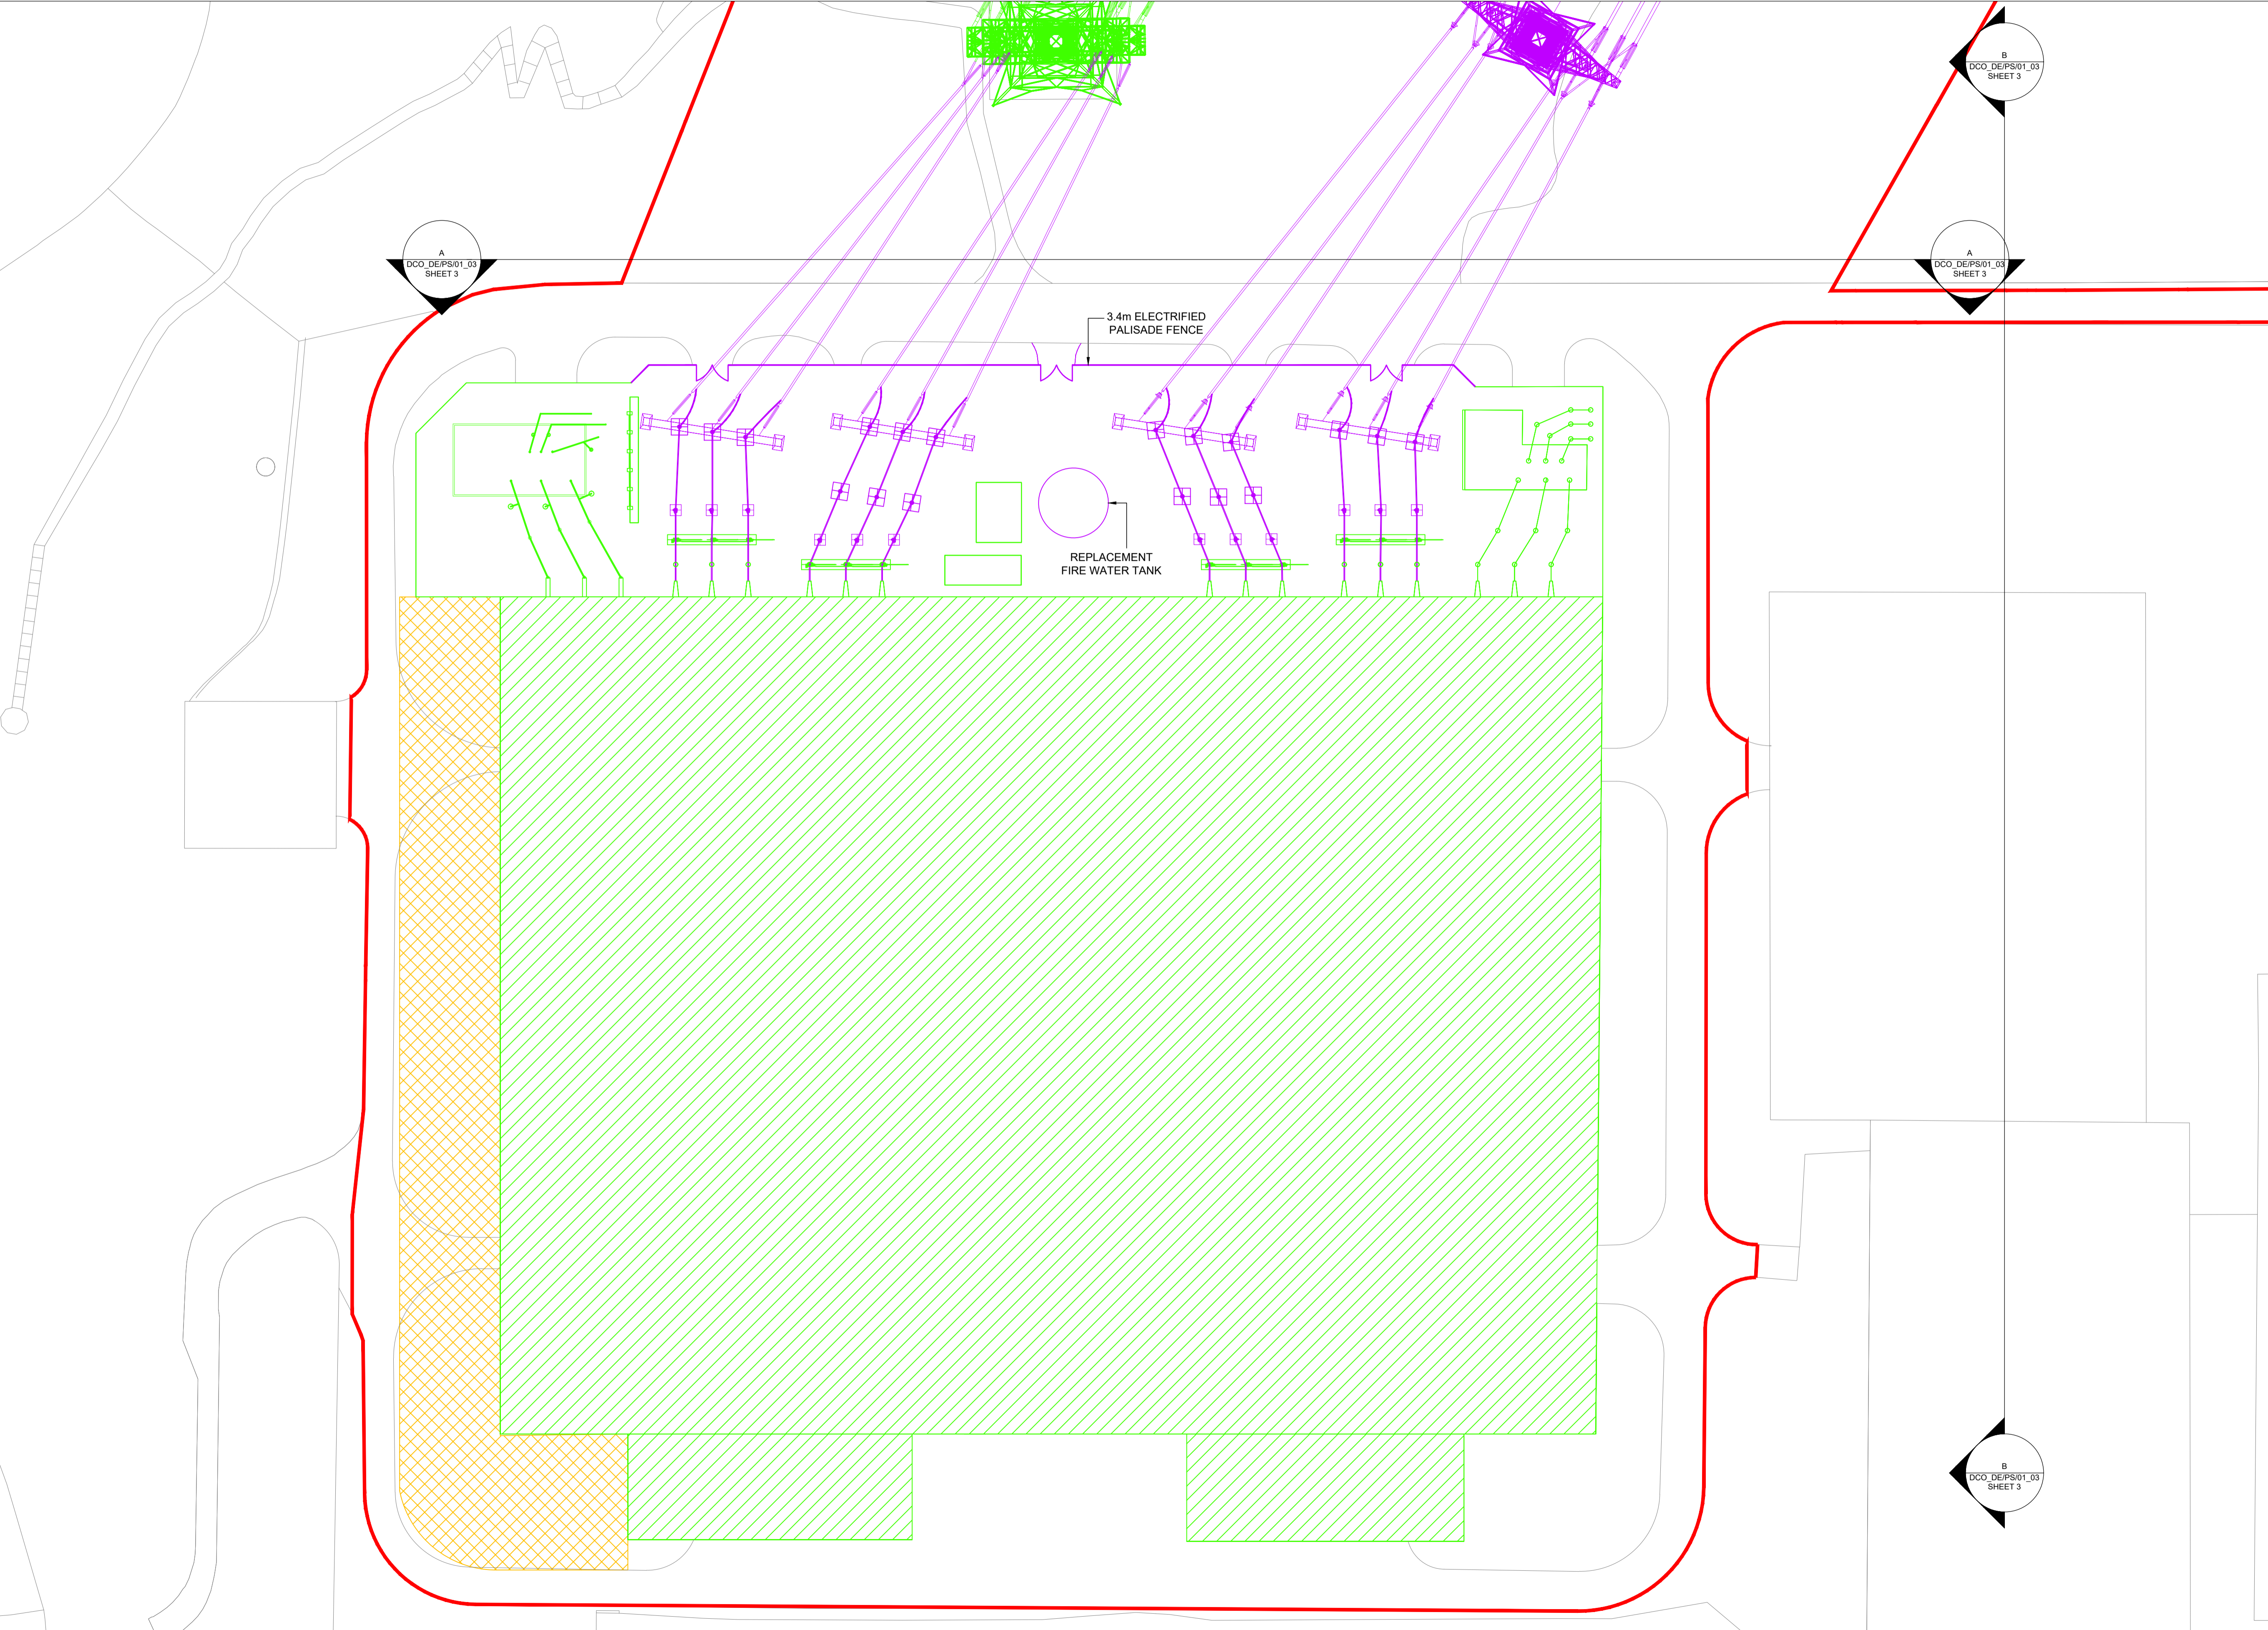 B
DCO_DE/PS/01_03
SHEET 3
A
DCO_DE/PS/01_03
SHEET 3
A
DCO_DE/PS/01_03
SHEET 3
3.4m ELECTRIFIED
PALISADE FENCE
REPLACEMENT
FIRE WATER TANK
B
DCO_DE/PS/01_03
SHEET 3